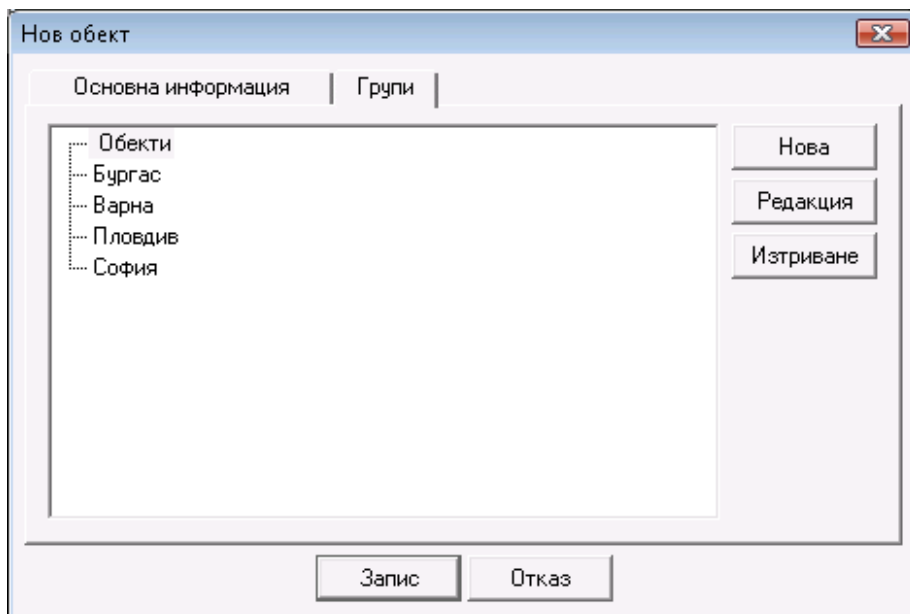 Нов обект
Основна информация
Групи
Обекти
Бургас
Варна
Пловдив
София
Нова
Редакция
Изтриване
Запис
Отказ